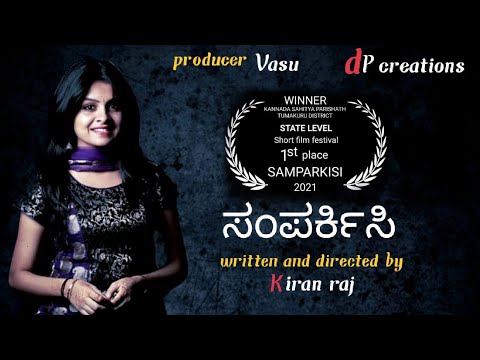 producer Vasu
dP creations
WINNER
KANNADA SAHITYA PARISHATH
TUMAKURU DISTRICT
STATE LEVEL
Short film festival
1st place
SAMPARKISI
2021
ಸಂಪರ್ಕಿಸಿ
written and directed by
Kiran raj